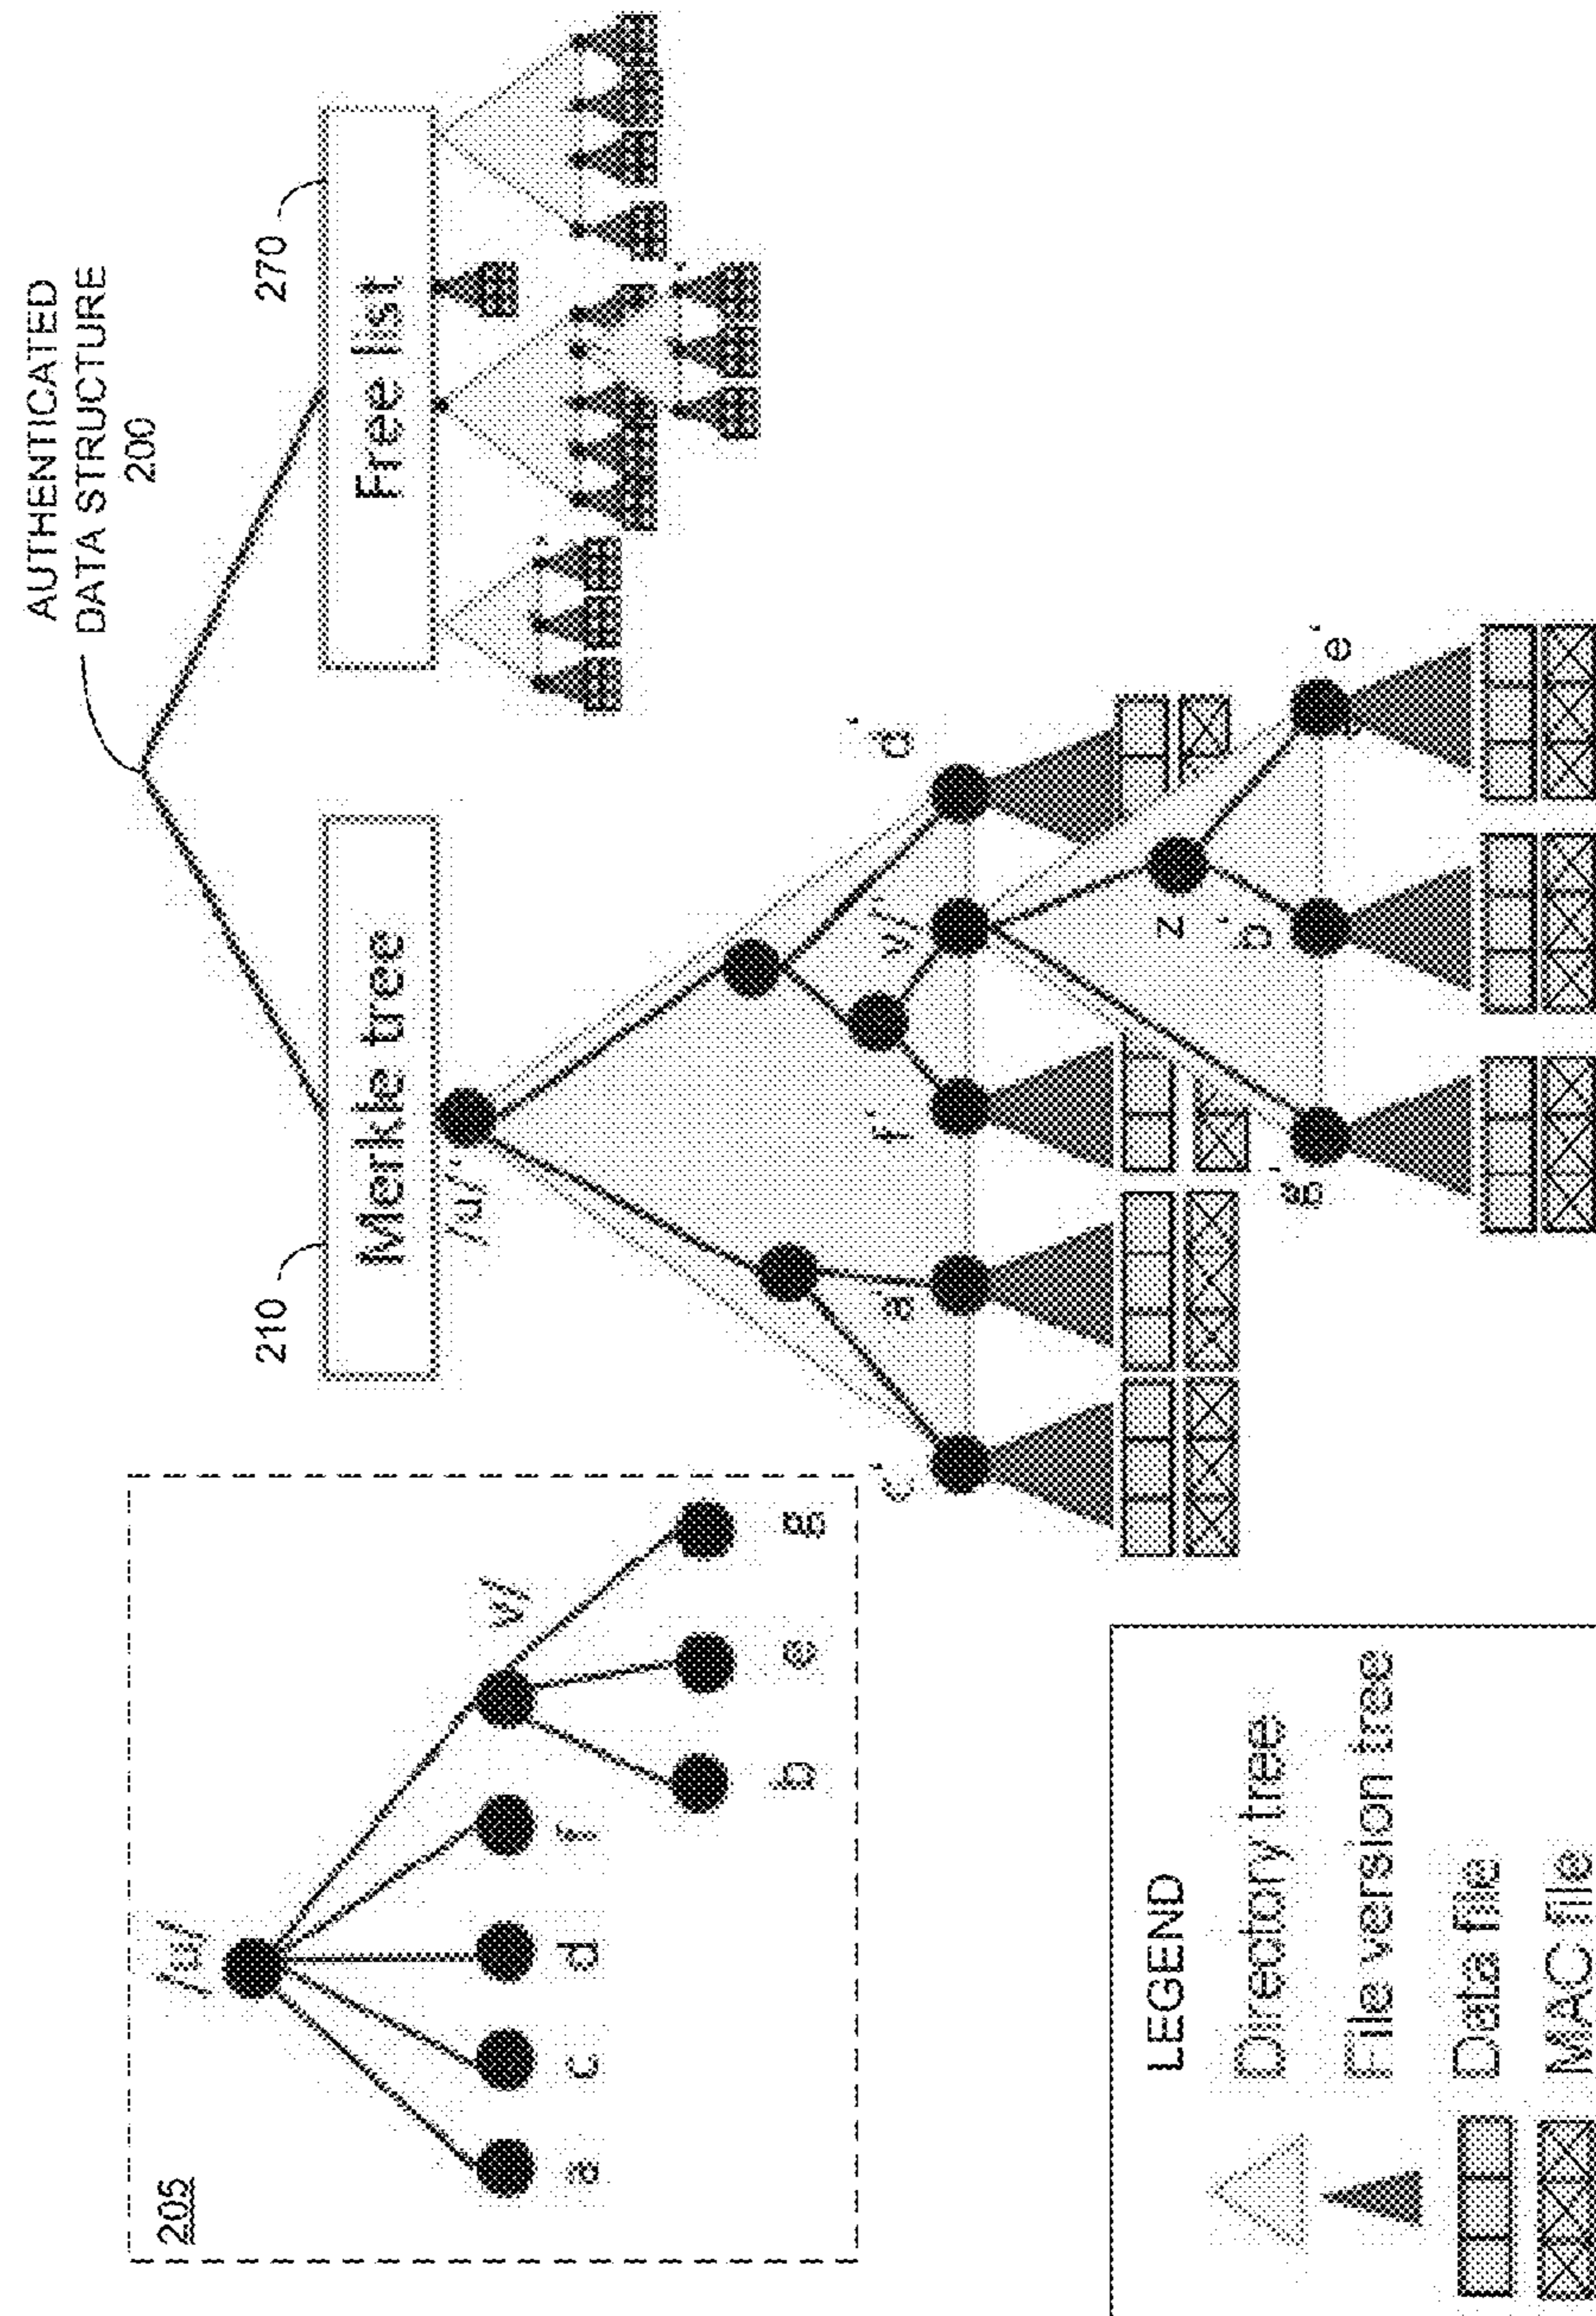 AUTHENTICATED
DATA STRUCTURE
200
205
/u/
v/
a
c
d
f
b
e
g
210
Merkle tree
270
Free list
/u/'
c'
a'
f'
v/'
d'
g'
z
b'
e'
LEGEND
Directory tree
File version tree
Data file
MAC file